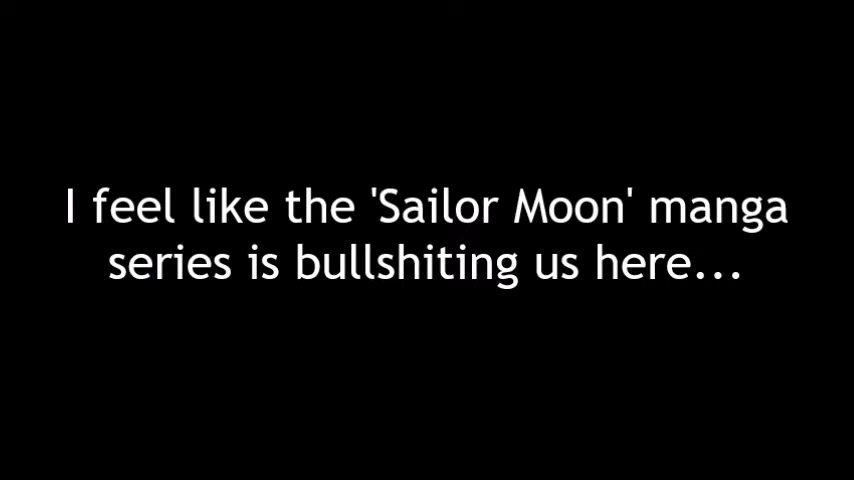 I feel like the 'Sailor Moon' manga
series is bullshiting us here...